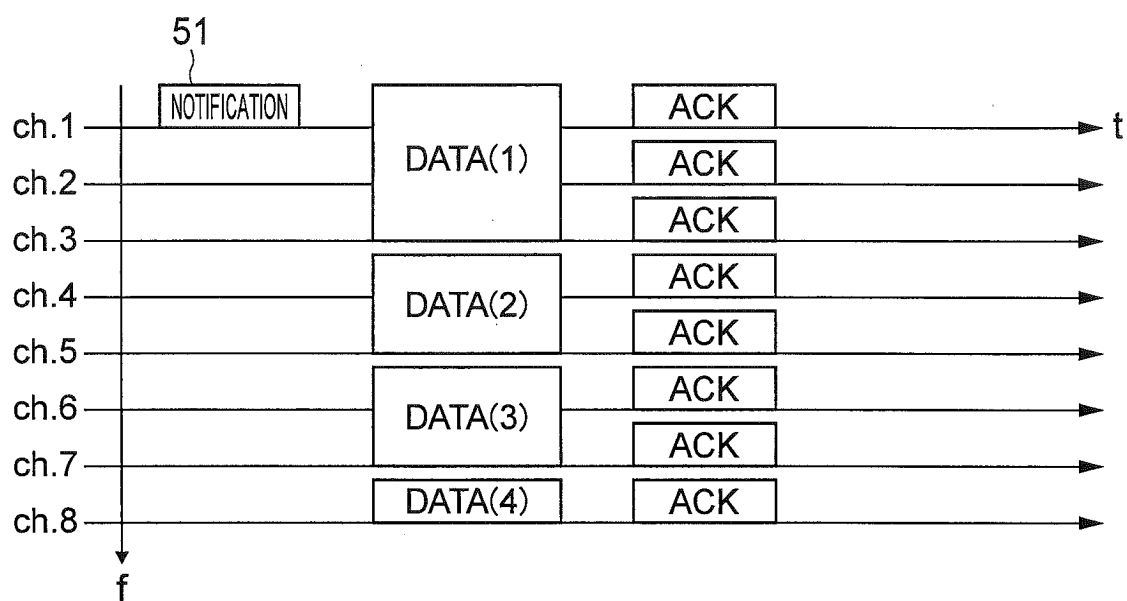 51
NOTIFICATION
ch.1
DATA(1)
ACK
t
ch.2
ACK
ch.3
ACK
ch.4
DATA(2)
ACK
ch.5
ACK
ch.6
DATA(3)
ACK
ch.7
ACK
ch.8
DATA(4)
ACK
f